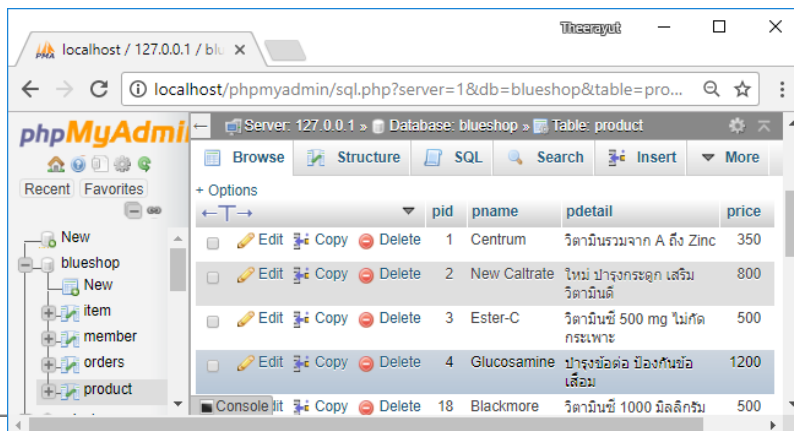 Theerayut
localhost / 127.0.0.1 / blu
localhost/phpmyadmin/sql.php?server=1&db=blueshop&table=pro...
phpMyAdmi
Server: 127.0.0.1 » Database: blueshop » Table: product
Browse Structure SQL Search Insert More
Recent Favorites
+ Options
pid pname pdetail price
New
blueshop
New
item
member
orders
product
Edit Copy Delete 1 Centrum วิตามินรวมจาก A ถึง Zinc 350
Edit Copy Delete 2 New Caltrate ใหม่ บำรุงกระดูก เสริม
วิตามินดี 800
Edit Copy Delete 3 Ester-C วิตามินซี 500 mg ไม่กัด
กระเพาะ 500
Edit Copy Delete 4 Glucosamine บำรุงข้อต่อ ป้องกันข้อ
เสื่อม 1200
Console dit Copy Delete 18 Blackmore วิตามินซี 1000 มิลลิกรัม 500